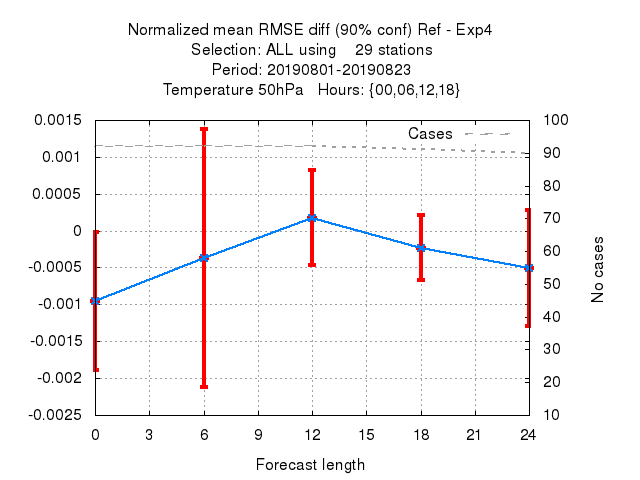 Normalized mean RMSE diff (90% conf) Ref - Exp4
Selection: ALL using    29 stations
Period: 20190801-20190823
Temperature 50hPa   Hours: {00,06,12,18}
Cases
0.0015
0.001
0.0005
0
-0.0005
-0.001
-0.0015
-0.002
-0.0025
100
90
80
70
60
50
40
30
20
10
No cases
0 3 6 9 12 15 18 21 24
Forecast length